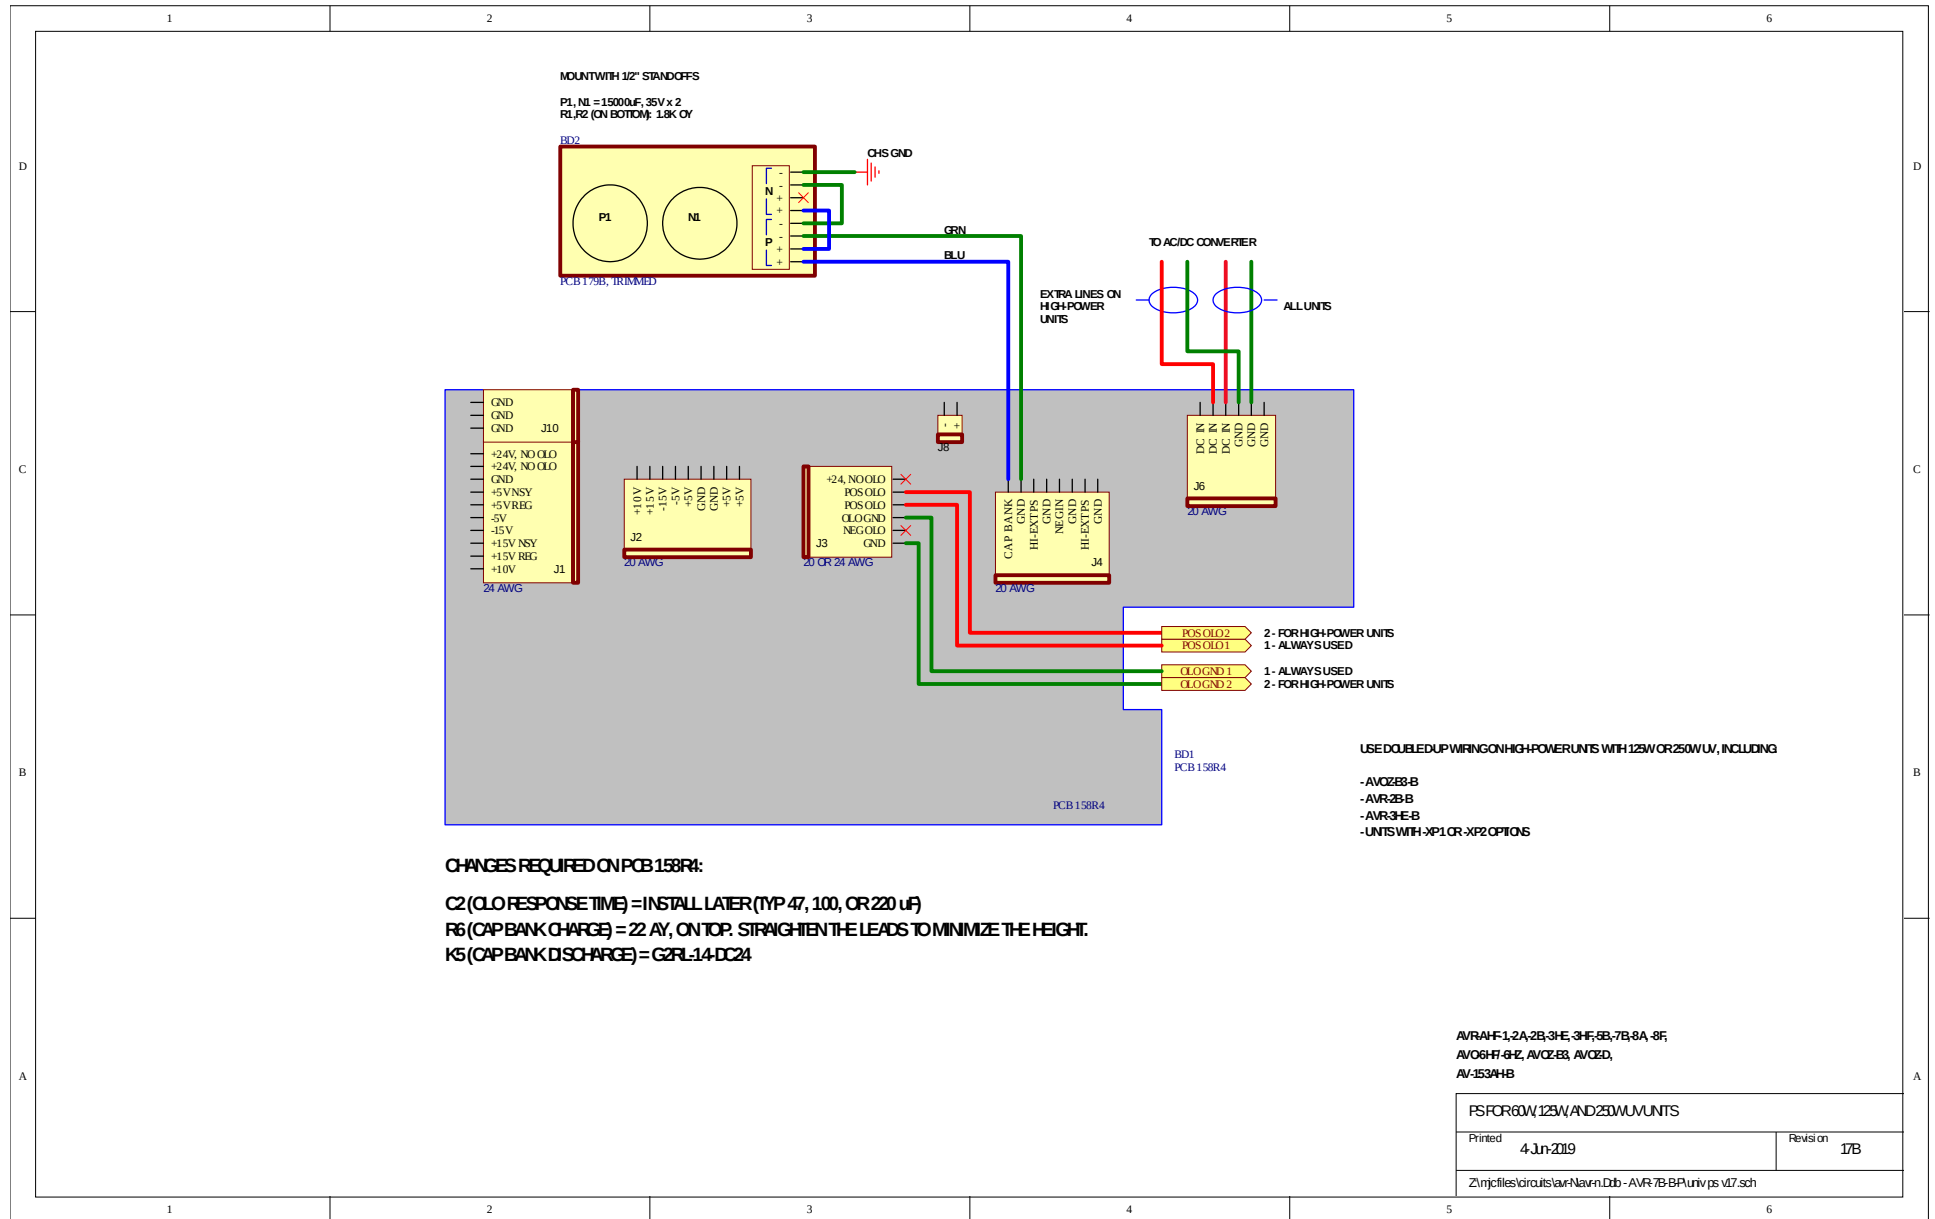 1 2 3 4 5 6
MOUNT WITH 1/2" STANDOFFS
P1, N1 = 15000uF, 35V x 2
R1,R2 (ON BOTTOM): 1.8K OY
BD2
CHS GND
D
D
P1
N1
N
P
-
-
+
+
-
-
+
+
GRN
BLU
PCB 179B, TRIMMED
TO AC/DC CONVERTER
EXTRA LINES ON
HIGH-POWER
UNITS
ALL UNITS
C
C
GND
GND
GND
J10
+24V, NO OLO
+24V, NO OLO
GND
+5V NSY
+5V REG
-5V
-15V
+15V NSY
+15V REG
+10V
J1
24 AWG
+10V
+15V
-15V
-5V
+5V
GND
GND
+5V
+5V
J2
20 AWG
+24, NO OLO
POS OLO
POS OLO
OLO GND
NEG OLO
GND
J3
20 OR 24 AWG
-
+
J8
CAP BANK
GND
HI-EXT PS
GND
NEG IN
GND
HI-EXT PS
GND
J4
20 AWG
DC IN
DC IN
DC IN
GND
GND
GND
J6
20 AWG
POS OLO 2
2 - FOR HIGH-POWER UNITS
POS OLO 1
1 - ALWAYS USED
OLO GND 1
1 - ALWAYS USED
OLO GND 2
2 - FOR HIGH-POWER UNITS
B
B
BD1
PCB 158R4
PCB 158R4
USE DOUBLED UP WIRING ON HIGH-POWER UNITS WITH 125W OR 250W UV, INCLUDING:
- AVOZ-B3-B
- AVR-2B-B
- AVR-3HE-B
- UNITS WITH -XP1 OR -XP2 OPTIONS
CHANGES REQUIRED ON PCB 158R4:
C2 (OLO RESPONSE TIME) = INSTALL LATER (TYP 47, 100, OR 220 uF)
R6 (CAP BANK CHARGE) = 22 AY, ON TOP. STRAIGHTEN THE LEADS TO MINIMIZE THE HEIGHT.
K5 (CAP BANK DISCHARGE) = G2RL-14-DC24
A
A
AVR-AHF-1,-2A,-2B,-3HE,-3HF,-5B,-7B,-8A, -8F,
AVO-6HF/-6HZ, AVOZ-B3, AVOZ-D,
AV-153AH-B
PS FOR 60W, 125W, AND 250W UV UNITS
Printed
4-Jun-2019
Revision
17B
Z:\mjcfiles\circuits\avr-N\avr-n.Ddb - AVR-7B-B-P\univ ps v17.sch
1 2 3 4 5 6